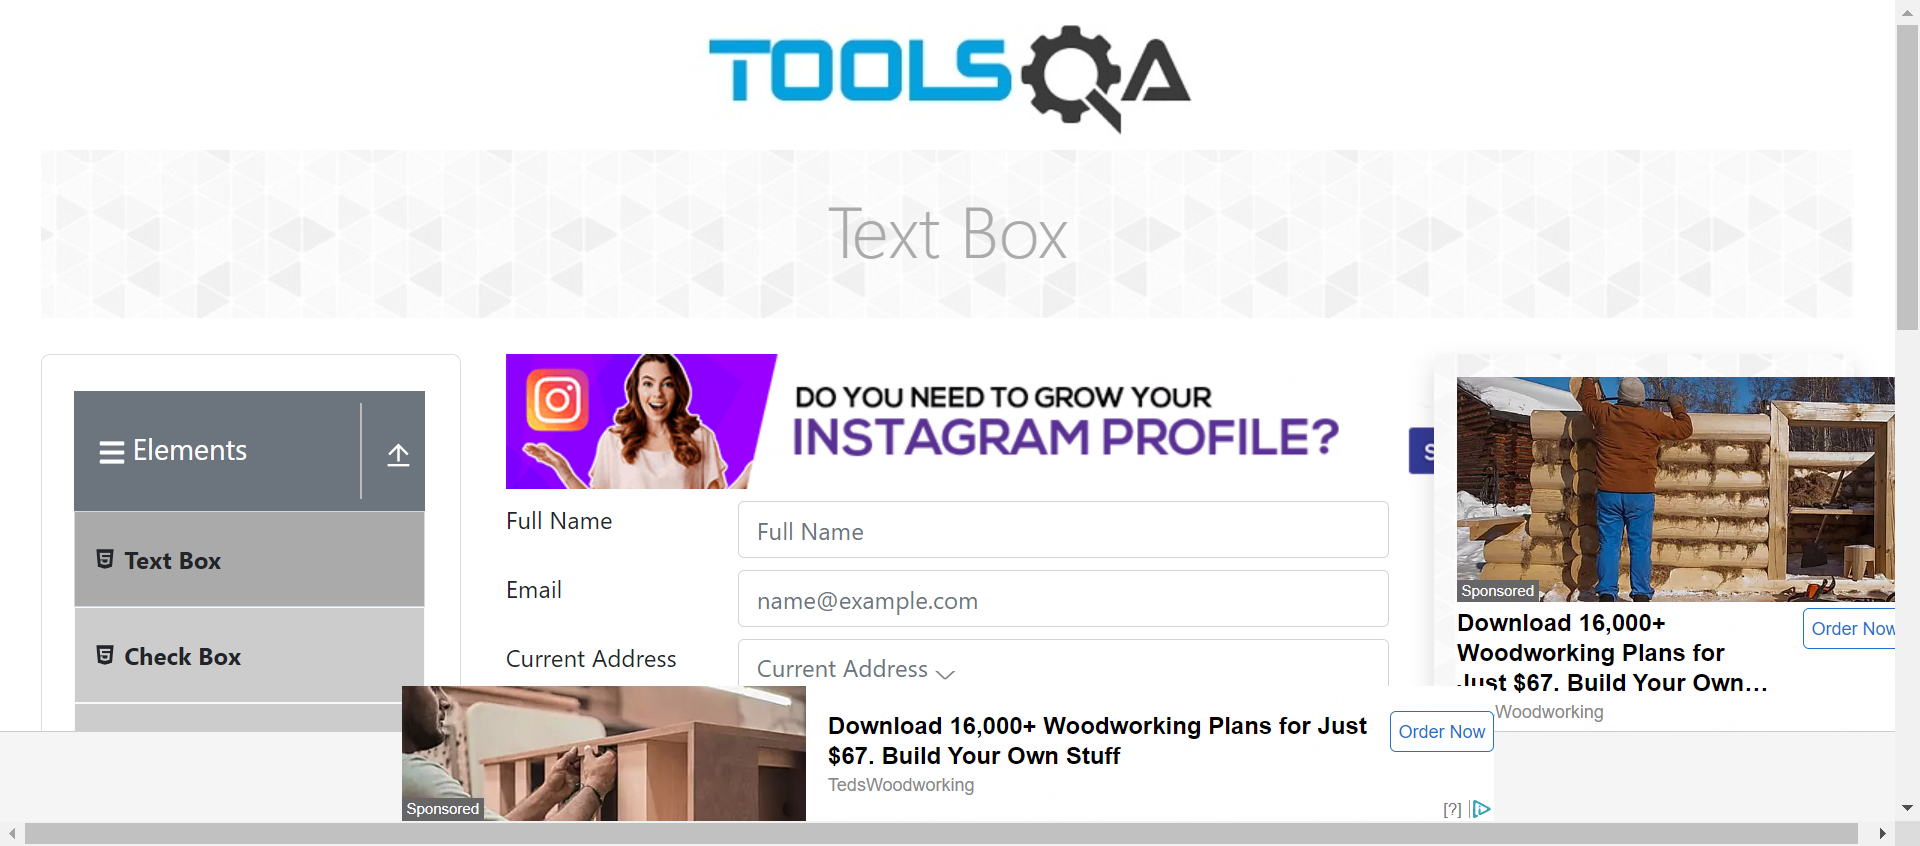 TOOLSQA
Text Box
Elements
Text Box
Check Box
DO YOU NEED TO GROW YOUR
INSTAGRAM PROFILE?
S
Full Name
Full Name
Email
name@example.com
Current Address
Current Address
Sponsored
Download 16,000+
Woodworking Plans for
Just $67. Build Your Own…
Woodworking
Order Now
Sponsored
Download 16,000+ Woodworking Plans for Just
$67. Build Your Own Stuff
TedsWoodworking
Order Now
[?]